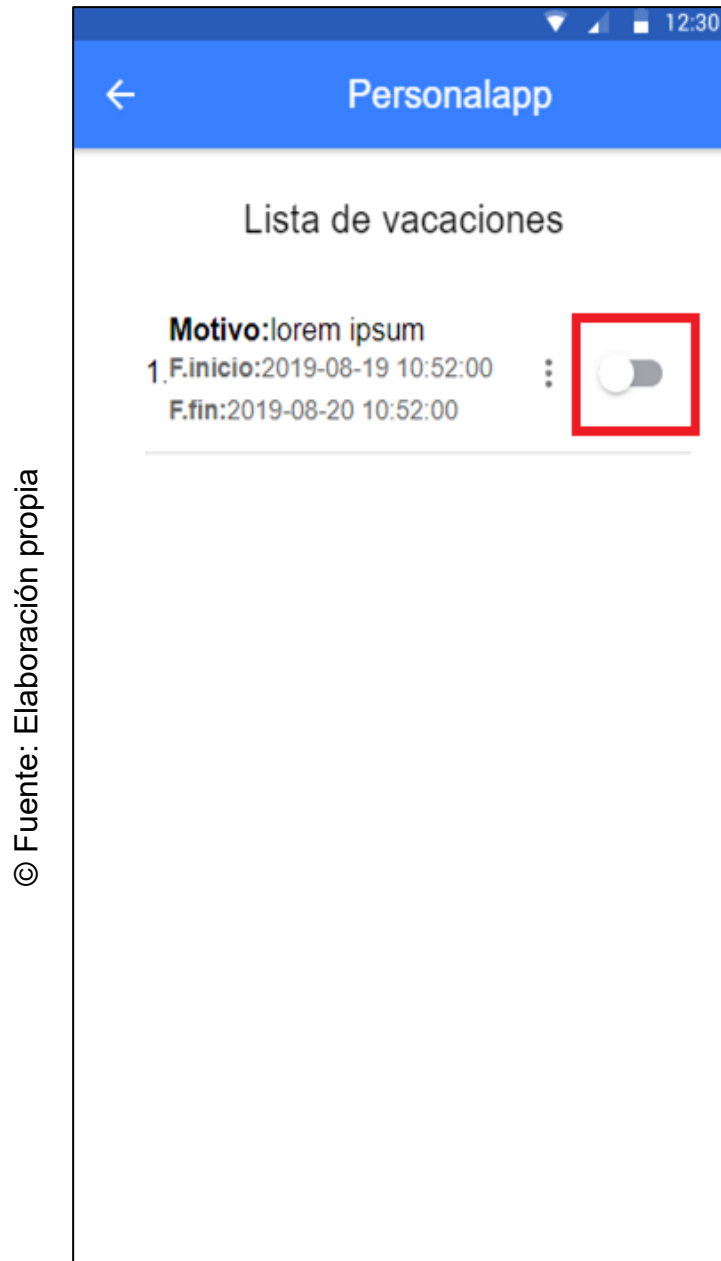 12:30
Personalapp
Lista de vacaciones
Motivo:lorem ipsum
1.F.inicio:2019-08-19 10:52:00
F.fin:2019-08-20 10:52:00
© Fuente: Elaboración propia